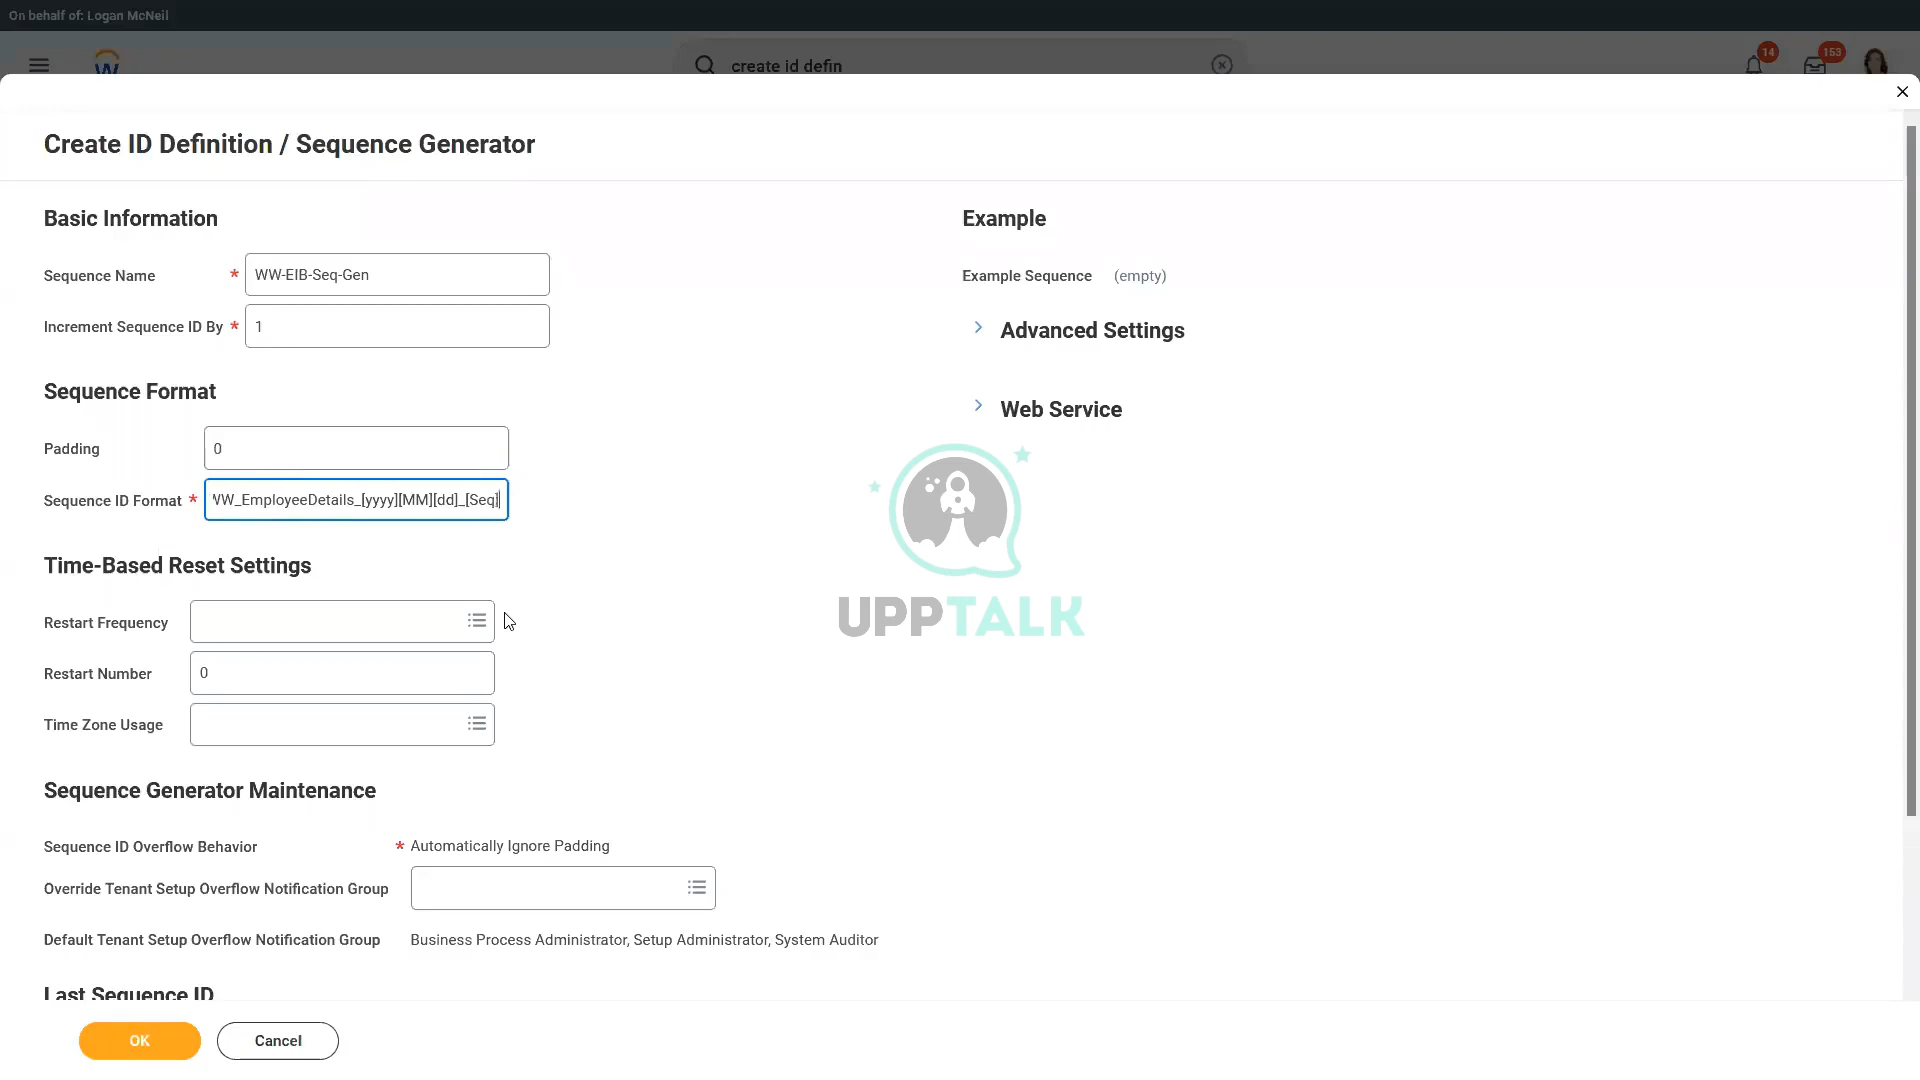 On behalf of: Logan McNeil
W
create id defin
14
153
Create ID Definition / Sequence Generator
Basic Information
Sequence Name * WW-EIB-Seq-Gen
Increment Sequence ID By * 1
Sequence Format
Padding 0
Sequence ID Format * WW_EmployeeDetails_[yyyy][MM][dd]_[Seq]
Time-Based Reset Settings
Restart Frequency
Restart Number 0
Time Zone Usage
Sequence Generator Maintenance
Sequence ID Overflow Behavior * Automatically Ignore Padding
Override Tenant Setup Overflow Notification Group
Default Tenant Setup Overflow Notification Group Business Process Administrator, Setup Administrator, System Auditor
Last Sequence ID
Example
Example Sequence (empty)
Advanced Settings
Web Service
UPPTALK
OK
Cancel